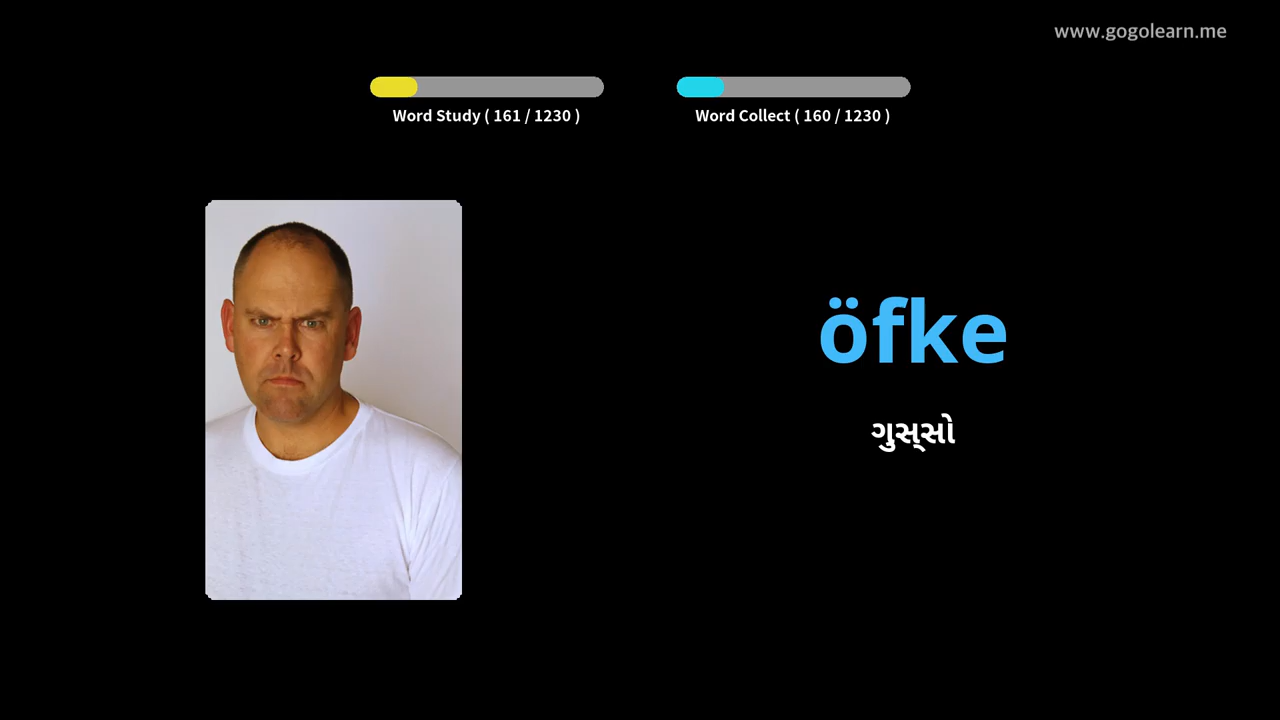 www.gogolearn.me
Word Study ( 161 / 1230 )
Word Collect ( 160 / 1230 )
öfke
ગુસ્સો